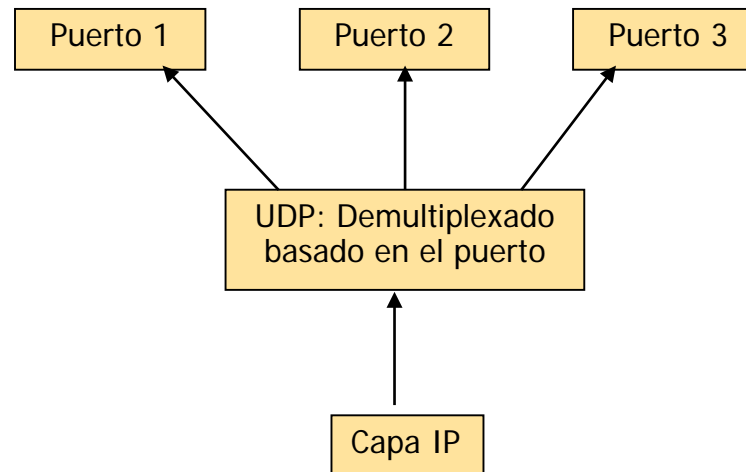 Puerto 1
Puerto 2
Puerto 3
UDP: Demultiplexado
basado en el puerto
Capa IP